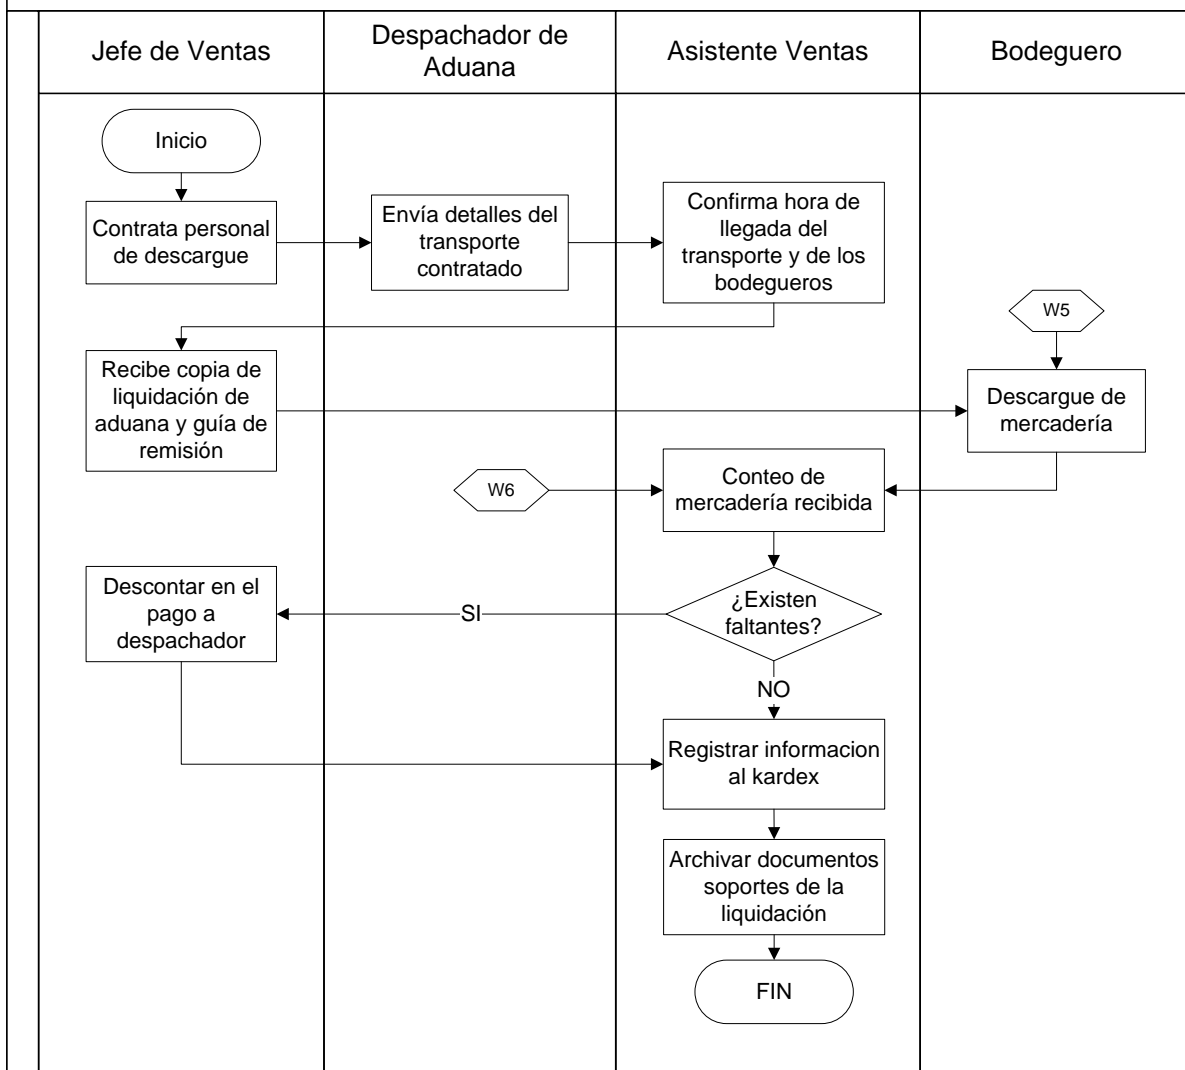 Jefe de Ventas
Despachador de
Aduana
Asistente Ventas
Bodeguero
Inicio
Contrata personal
de descargue
Envía detalles del
transporte
contratado
Confirma hora de
llegada del
transporte y de los
bodegueros
W5
Recibe copia de
liquidación de
aduana y guía de
remisión
Descargue de
mercadería
W6
Conteo de
mercadería recibida
Descontar en el
pago a
despachador
SI
¿Existen
faltantes?
NO
Registrar informacion
al kardex
Archivar documentos
soportes de la
liquidación
FIN